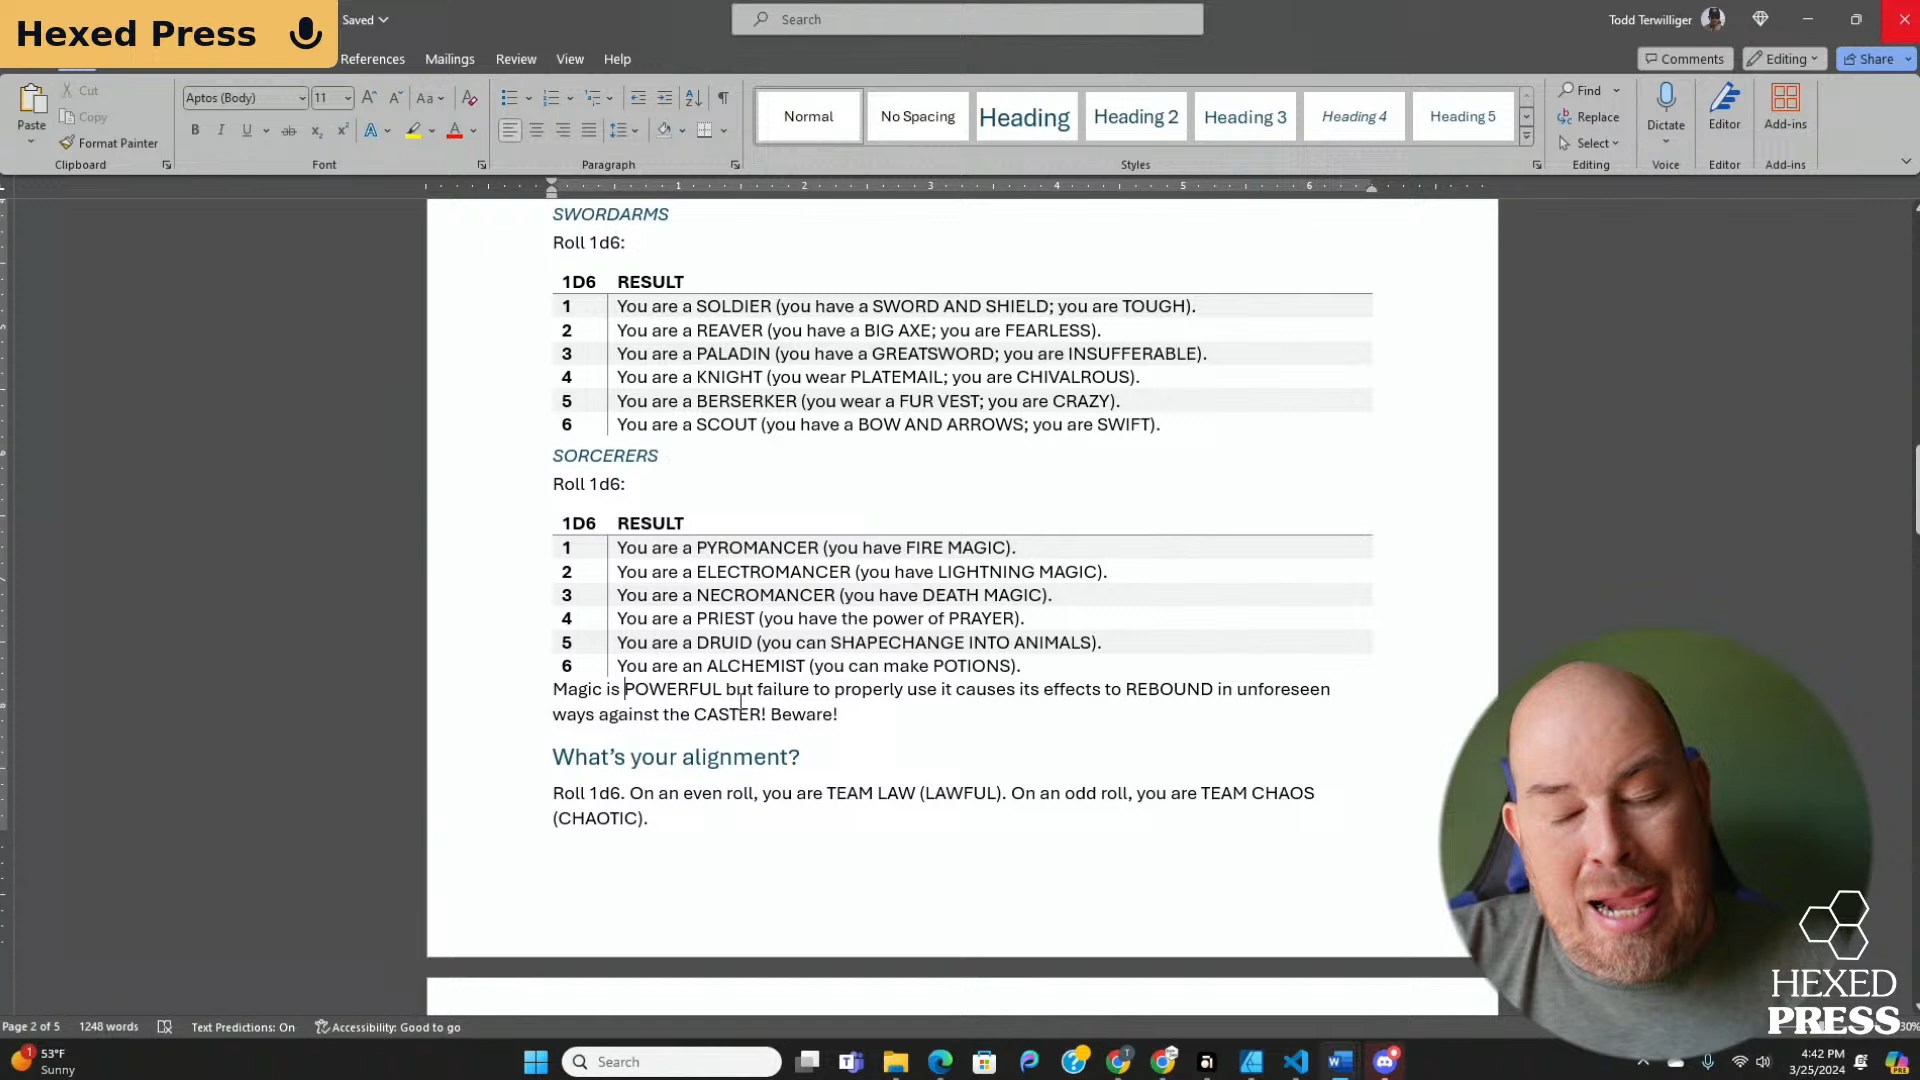 Hexed Press
Saved
Search
Todd Terwilliger
References
Mailings
Review
View
Help
Comments
Editing
Share
Paste
Cut
Copy
Format Painter
Clipboard
Aptos (Body)
11
Font
Paragraph
Normal
No Spacing
Heading
Heading 2
Heading 3
Heading 4
Heading 5
Styles
Find
Replace
Select
Editing
Dictate
Voice
Editor
Editor
Add-ins
Add-ins
1 2 3 4 5 6
SWORDARMS
Roll 1d6:
1D6 RESULT
1 You are a SOLDIER (you have a SWORD AND SHIELD; you are TOUGH).
2 You are a REAVER (you have a BIG AXE; you are FEARLESS).
3 You are a PALADIN (you have a GREATSWORD; you are INSUFFERABLE).
4 You are a KNIGHT (you wear PLATEMAIL; you are CHIVALROUS).
5 You are a BERSERKER (you wear a FUR VEST; you are CRAZY).
6 You are a SCOUT (you have a BOW AND ARROWS; you are SWIFT).
SORCERERS
Roll 1d6:
1D6 RESULT
1 You are a PYROMANCER (you have FIRE MAGIC).
2 You are a ELECTROMANCER (you have LIGHTNING MAGIC).
3 You are a NECROMANCER (you have DEATH MAGIC).
4 You are a PRIEST (you have the power of PRAYER).
5 You are a DRUID (you can SHAPECHANGE INTO ANIMALS).
6 You are an ALCHEMIST (you can make POTIONS).
Magic is POWERFUL but failure to properly use it causes its effects to REBOUND in unforeseen
ways against the CASTER! Beware!
What's your alignment?
Roll 1d6. On an even roll, you are TEAM LAW (LAWFUL). On an odd roll, you are TEAM CHAOS
(CHAOTIC).
HEXED
PRESS
Page 2 of 5
1248 words
Text Predictions: On
Accessibility: Good to go
53°F
Sunny
Search
4:42 PM
3/25/2024